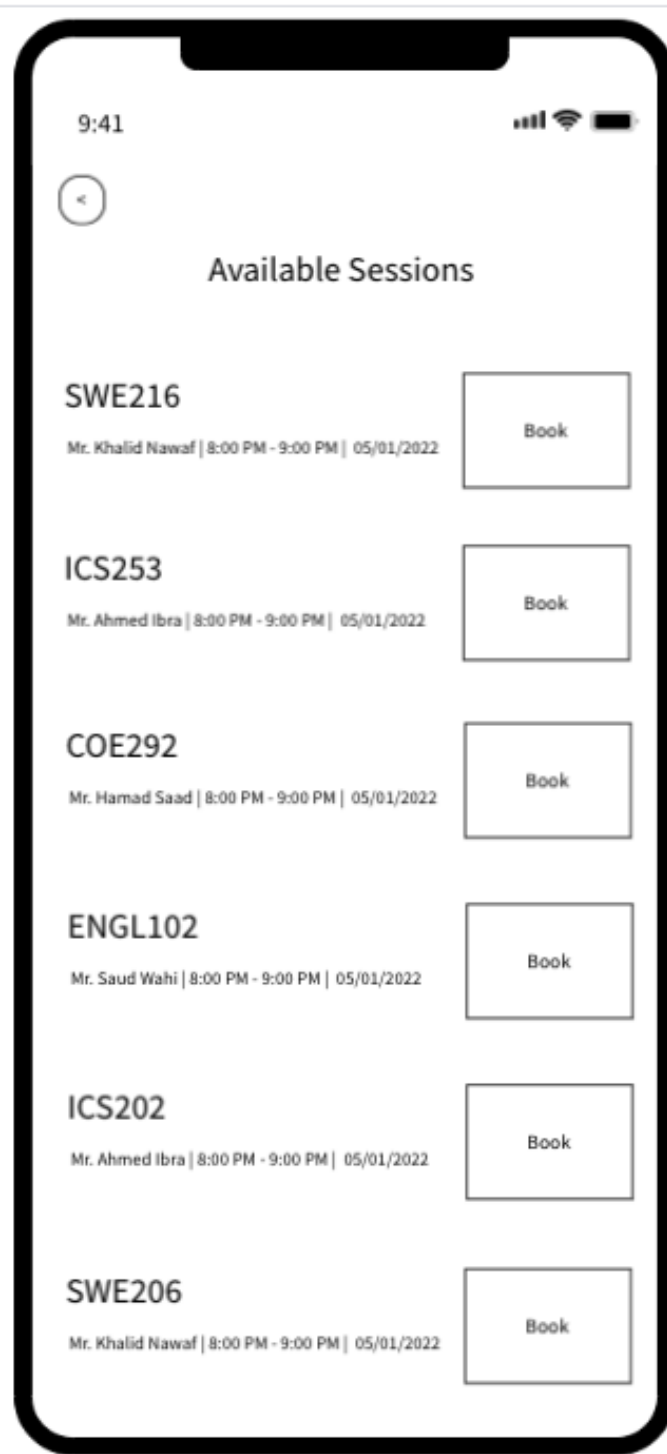 9:41
<
Available Sessions
SWE216
Mr. Khalid Nawaf | 8:00 PM - 9:00 PM | 05/01/2022
Book
ICS253
Mr. Ahmed Ibra | 8:00 PM - 9:00 PM | 05/01/2022
Book
COE292
Mr. Hamad Saad | 8:00 PM - 9:00 PM | 05/01/2022
Book
ENGL102
Mr. Saud Wahi | 8:00 PM - 9:00 PM | 05/01/2022
Book
ICS202
Mr. Ahmed Ibra | 8:00 PM - 9:00 PM | 05/01/2022
Book
SWE206
Mr. Khalid Nawaf | 8:00 PM - 9:00 PM | 05/01/2022
Book